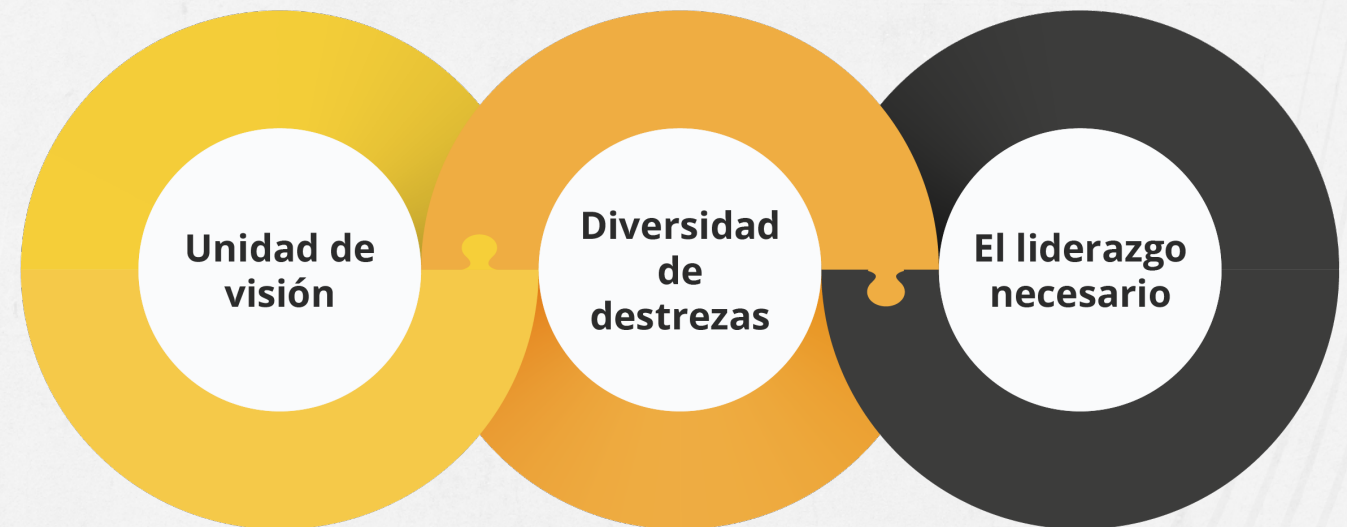 Unidad de
visión
Diversidad
de
destrezas
El liderazgo
necesario